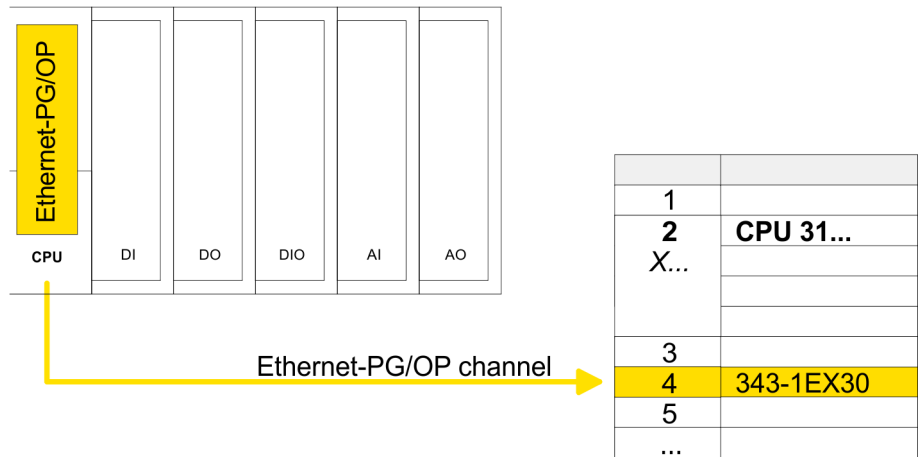 Ethernet-PG/OP
CPU
DI
DO
DIO
AI
AO
Ethernet-PG/OP channel
1
2 CPU 31...
X...
3
4 343-1EX30
5
...